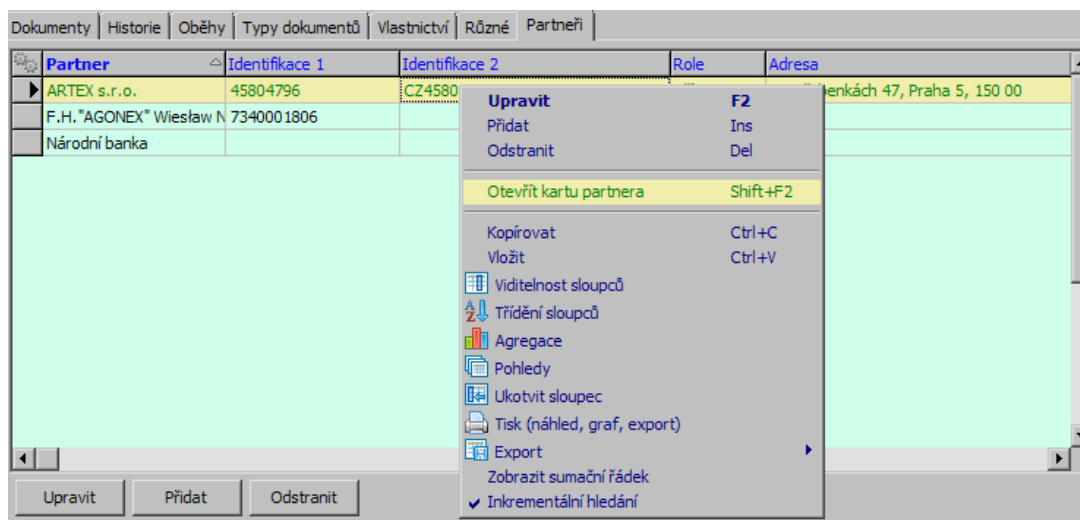 Dokumenty Historie Oběhy Typy dokumentů Vlastnictví Různé Partneři
Partner Identifikace 1 Identifikace 2 Role Adresa
ARTEX s.r.o. 45804796 CZ4580 47, Praha 5, 150 00
F.H."AGONEX" Wiesław N 7340001806
Národní banka
Upravit F2
Přidat Ins
Odstranit Del
Otevřít kartu partnera Shift+F2
Kopírovat Ctrl+C
Vložit Ctrl+V
Viditelnost sloupců
Třídění sloupců
Agregace
Pohledy
Ukotvit sloupec
Tisk (náhled, graf, export)
Export
Zobrazit sumační řádek
Inkrementální hledání
Upravit Přidat Odstranit